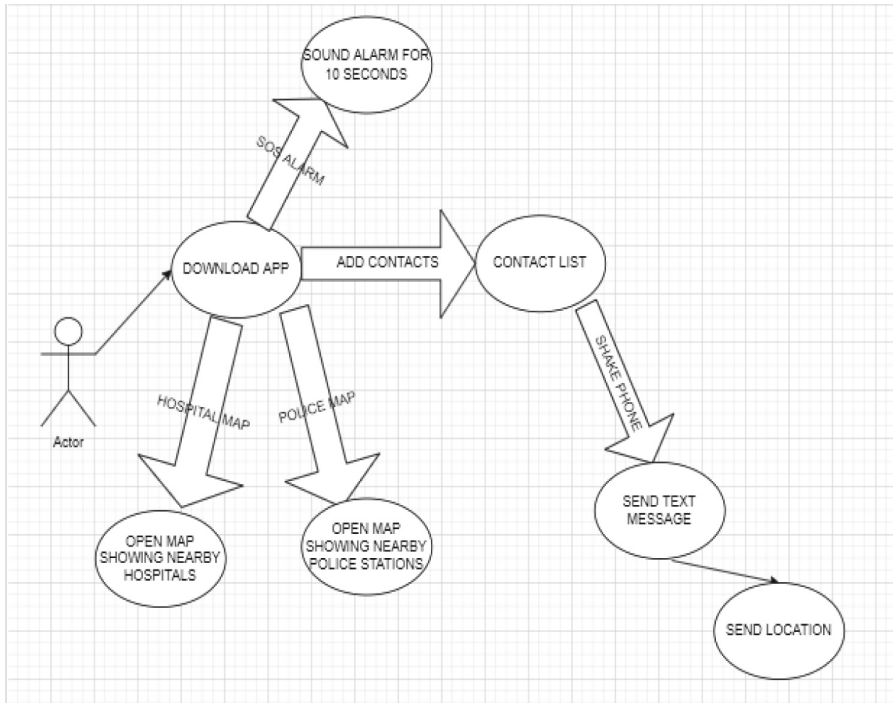 SOUND ALARM FOR
10 SECONDS
SOS ALARM
DOWNLOAD APP
ADD CONTACTS
CONTACT LIST
SHAKE PHONE
HOSPITAL MAP
POLICE MAP
Actor
SEND TEXT
MESSAGE
OPEN MAP
SHOWING NEARBY
HOSPITALS
OPEN MAP
SHOWING NEARBY
POLICE STATIONS
SEND LOCATION